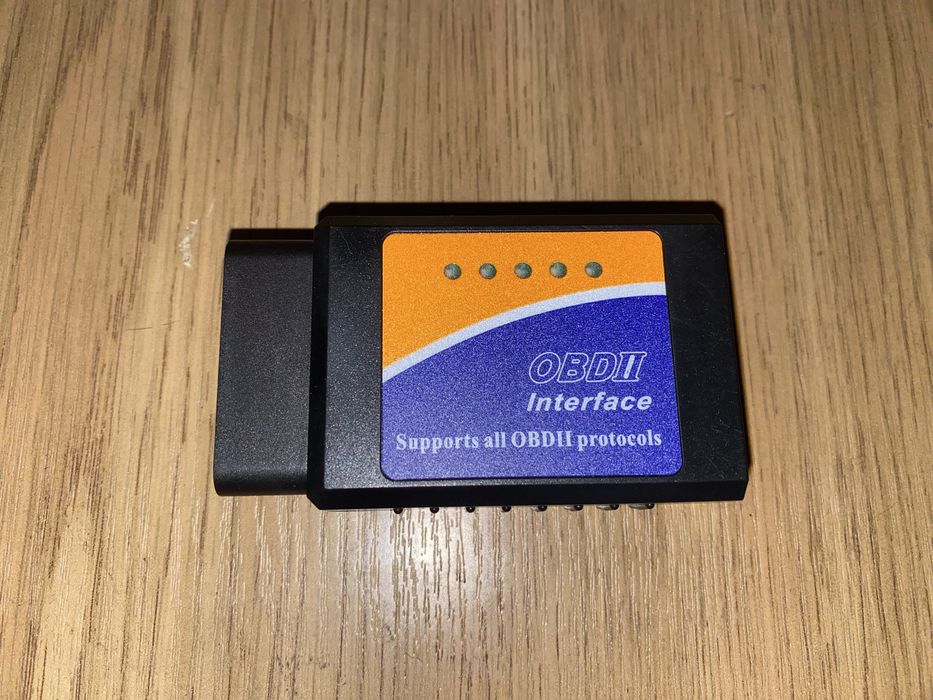 OBDII
Interface
Supports all OBDII protocols